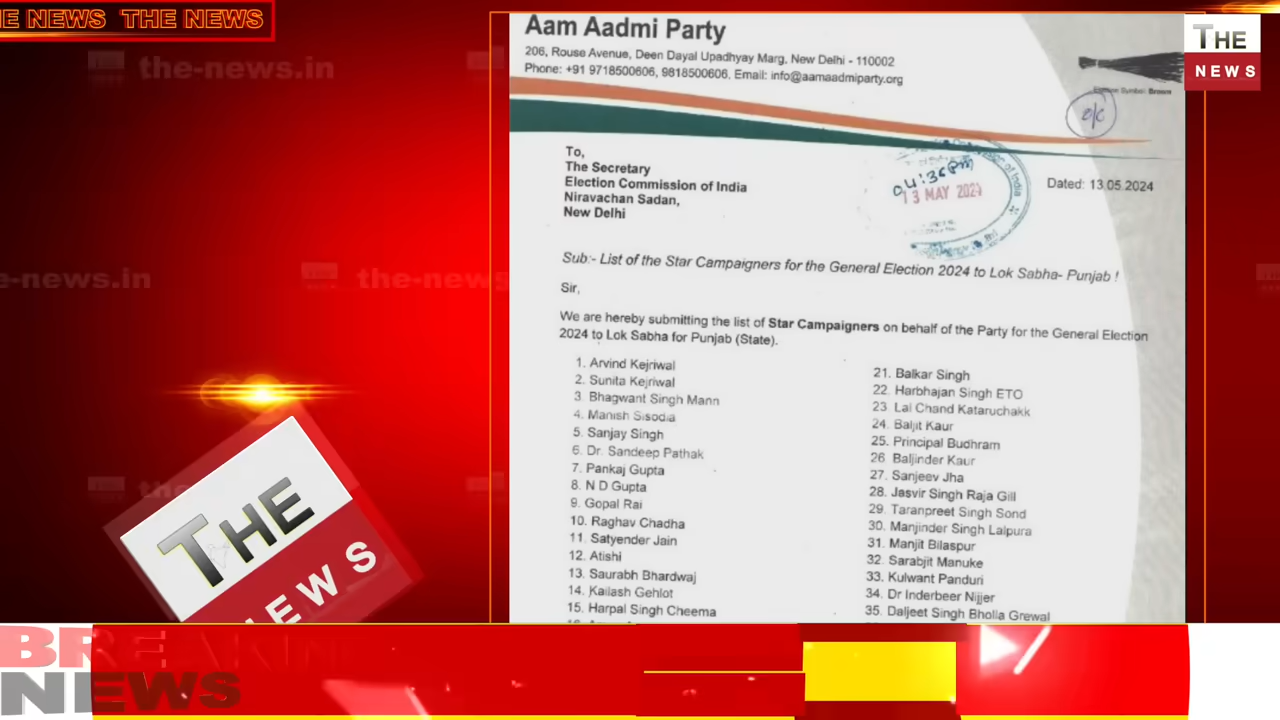 E NEWS THE NEWS
the-news.in
e-news.in
the-news
THE
NEWS
THE
NEWS
BREAKING
NEWS
Aam Aadmi Party
206, Rouse Avenue, Deen Dayal Upadhyay Marg, New Delhi - 110002
Phone: +91 9718500606, 9818500606, Email: info@aamaadmiparty.org
Symbol: Broom
o/c
To,
The Secretary
Election Commission of India
Niravachan Sadan,
New Delhi
04:36pm
13 MAY 2024
of India
Dated: 13.05.2024
Sub:- List of the Star Campaigners for the General Election 2024 to Lok Sabha- Punjab !
Sir,
We are hereby submitting the list of Star Campaigners on behalf of the Party for the General Election
2024 to Lok Sabha for Punjab (State).
1. Arvind Kejriwal
2. Sunita Kejriwal
3. Bhagwant Singh Mann
4. Manish Sisodia
5. Sanjay Singh
6. Dr. Sandeep Pathak
7. Pankaj Gupta
8. N D Gupta
9. Gopal Rai
10. Raghav Chadha
11. Satyender Jain
12. Atishi
13. Saurabh Bhardwaj
14. Kailash Gehlot
15. Harpal Singh Cheema
21. Balkar Singh
22. Harbhajan Singh ETO
23. Lal Chand Kataruchakk
24. Baljit Kaur
25. Principal Budhram
26. Baljinder Kaur
27. Sanjeev Jha
28. Jasvir Singh Raja Gill
29. Taranpreet Singh Sond
30. Manjinder Singh Lalpura
31. Manjit Bilaspur
32. Sarabjit Manuke
33. Kulwant Panduri
34. Dr Inderbeer Nijjer
35. Daljeet Singh Bholla Grewal